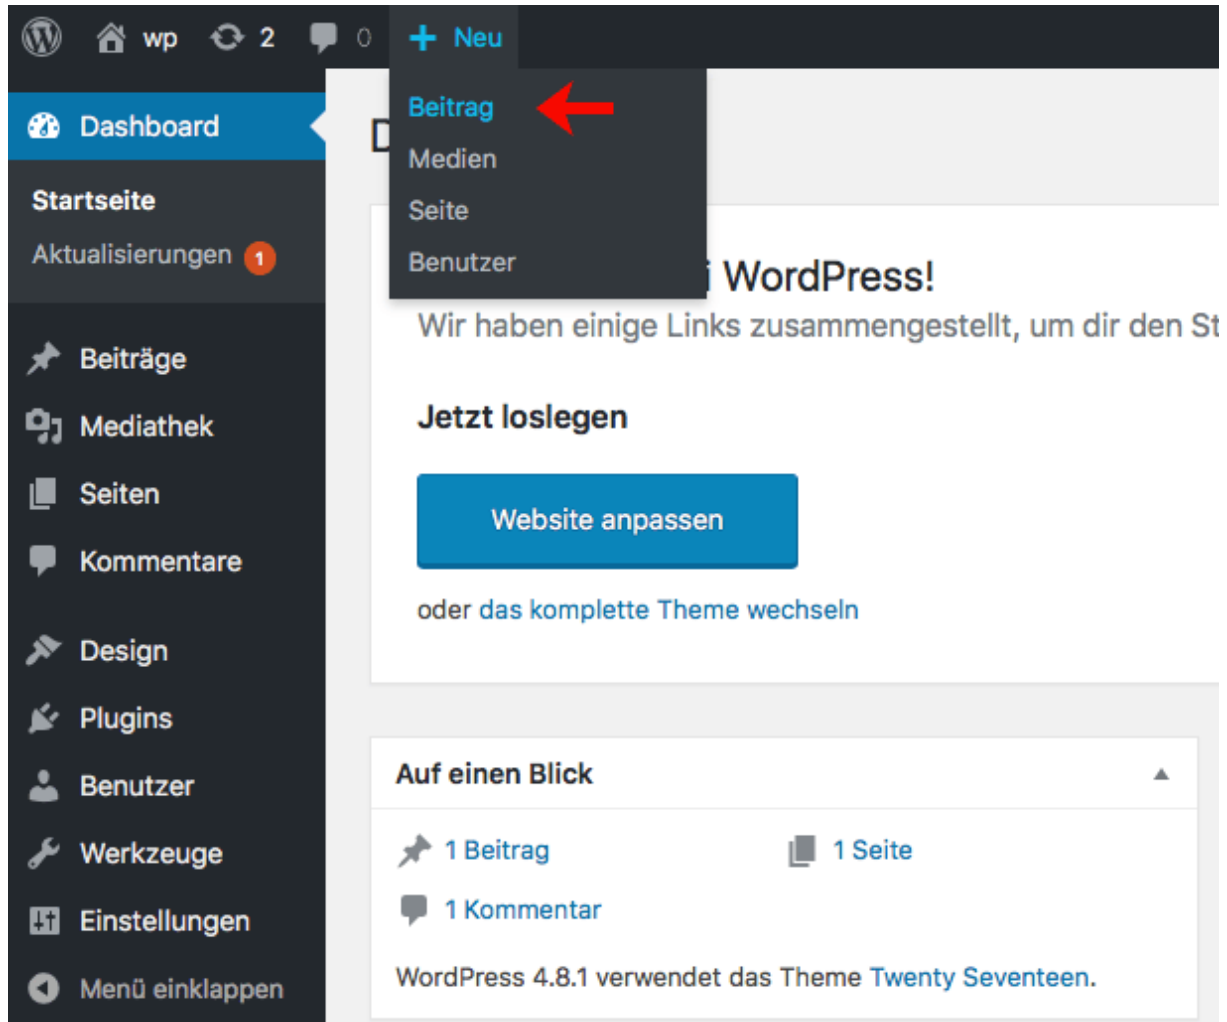 wp 2 0 + Neu
Beitrag
Medien
Seite
Benutzer
Dashboard
Startseite
Aktualisierungen 1
Beiträge
Mediathek
Seiten
Kommentare
Design
Plugins
Benutzer
Werkzeuge
Einstellungen
Menü einklappen
WordPress!
Wir haben einige Links zusammengestellt, um dir den St
Jetzt loslegen
Website anpassen
oder das komplette Theme wechseln
Auf einen Blick
1 Beitrag
1 Seite
1 Kommentar
WordPress 4.8.1 verwendet das Theme Twenty Seventeen.